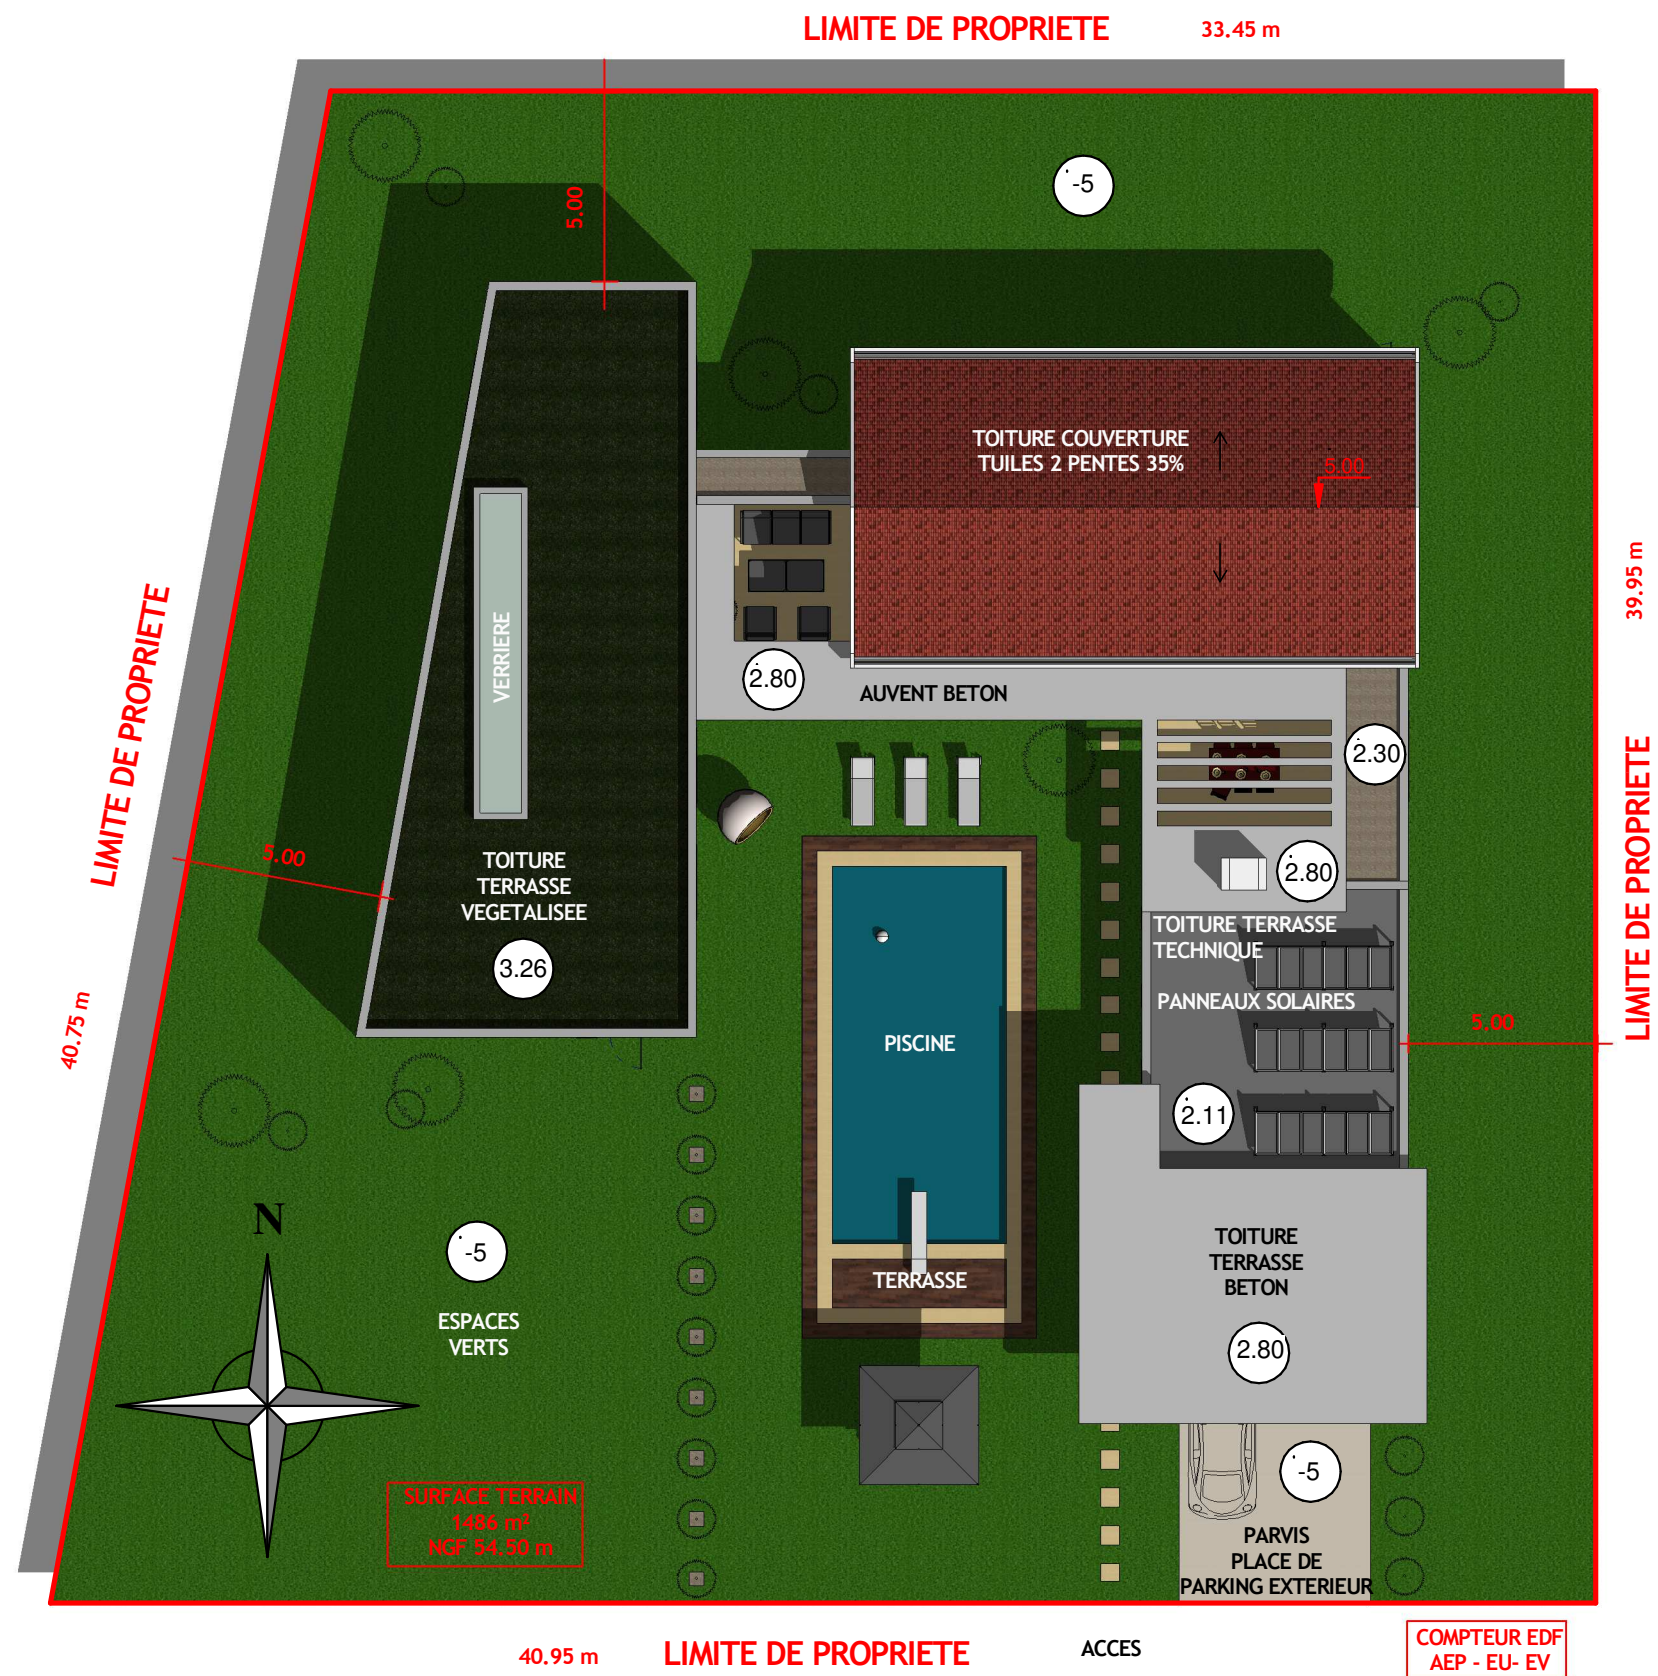 LIMITE DE PROPRIETE 33.45 m
-5
5.00
TOITURE COUVERTURE
TUILES 2 PENTES 35%
5.00
VERRIERE
2.80
AUVENT BETON
2.30
39.95 m
LIMITE DE PROPRIETE
LIMITE DE PROPRIETE
40.75 m
5.00
TOITURE
TERRASSE
VEGETALISEE
3.26
2.80
TOITURE TERRASSE
TECHNIQUE
PANNEAUX SOLAIRES
5.00
PISCINE
2.11
N
-5
ESPACES
VERTS
TERRASSE
TOITURE
TERRASSE
BETON
2.80
-5
SURFACE TERRAIN
1486 m²
NGF 54.50 m
PARVIS
PLACE DE
PARKING EXTERIEUR
40.95 m LIMITE DE PROPRIETE ACCES
COMPTEUR EDF
AEP - EU- EV